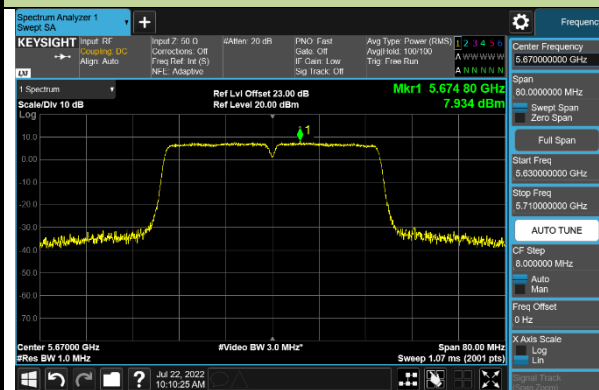 Spectrum Analyzer 1
Swept SA
Frequenc
KEYSIGHT
Input: RF
Coupling: DC
Align: Auto
Input Z: 50 Ω
Corrections: Off
Freq Ref: Int (S)
NFE: Adaptive
#Atten: 20 dB
PNO: Fast
Gate: Off
IF Gain: Low
Sig Track: Off
Avg Type: Power (RMS)
Avg|Hold: 100/100
Trig: Free Run
1 2 3 4 5 6
A W W W W W
A N N N N N
LXI
1 Spectrum
Scale/Div 10 dB
Log
Ref Lvl Offset 23.00 dB
Ref Level 20.00 dBm
Mkr1 5.674 80 GHz
7.934 dBm
1
10.0
0.00
-10.0
-20.0
-30.0
-40.0
-50.0
-60.0
-70.0
Center 5.67000 GHz
#Res BW 1.0 MHz
#Video BW 3.0 MHz*
Span 80.00 MHz
Sweep 1.07 ms (2001 pts)
Jul 22, 2022
10:10:25 AM
Center Frequency
5.670000000 GHz
Span
80.0000000 MHz
Swept Span
Zero Span
Full Span
Start Freq
5.630000000 GHz
Stop Freq
5.710000000 GHz
AUTO TUNE
CF Step
8.000000 MHz
Auto
Man
Freq Offset
0 Hz
X Axis Scale
Log
Lin
Signal Track
(Span Zoom)